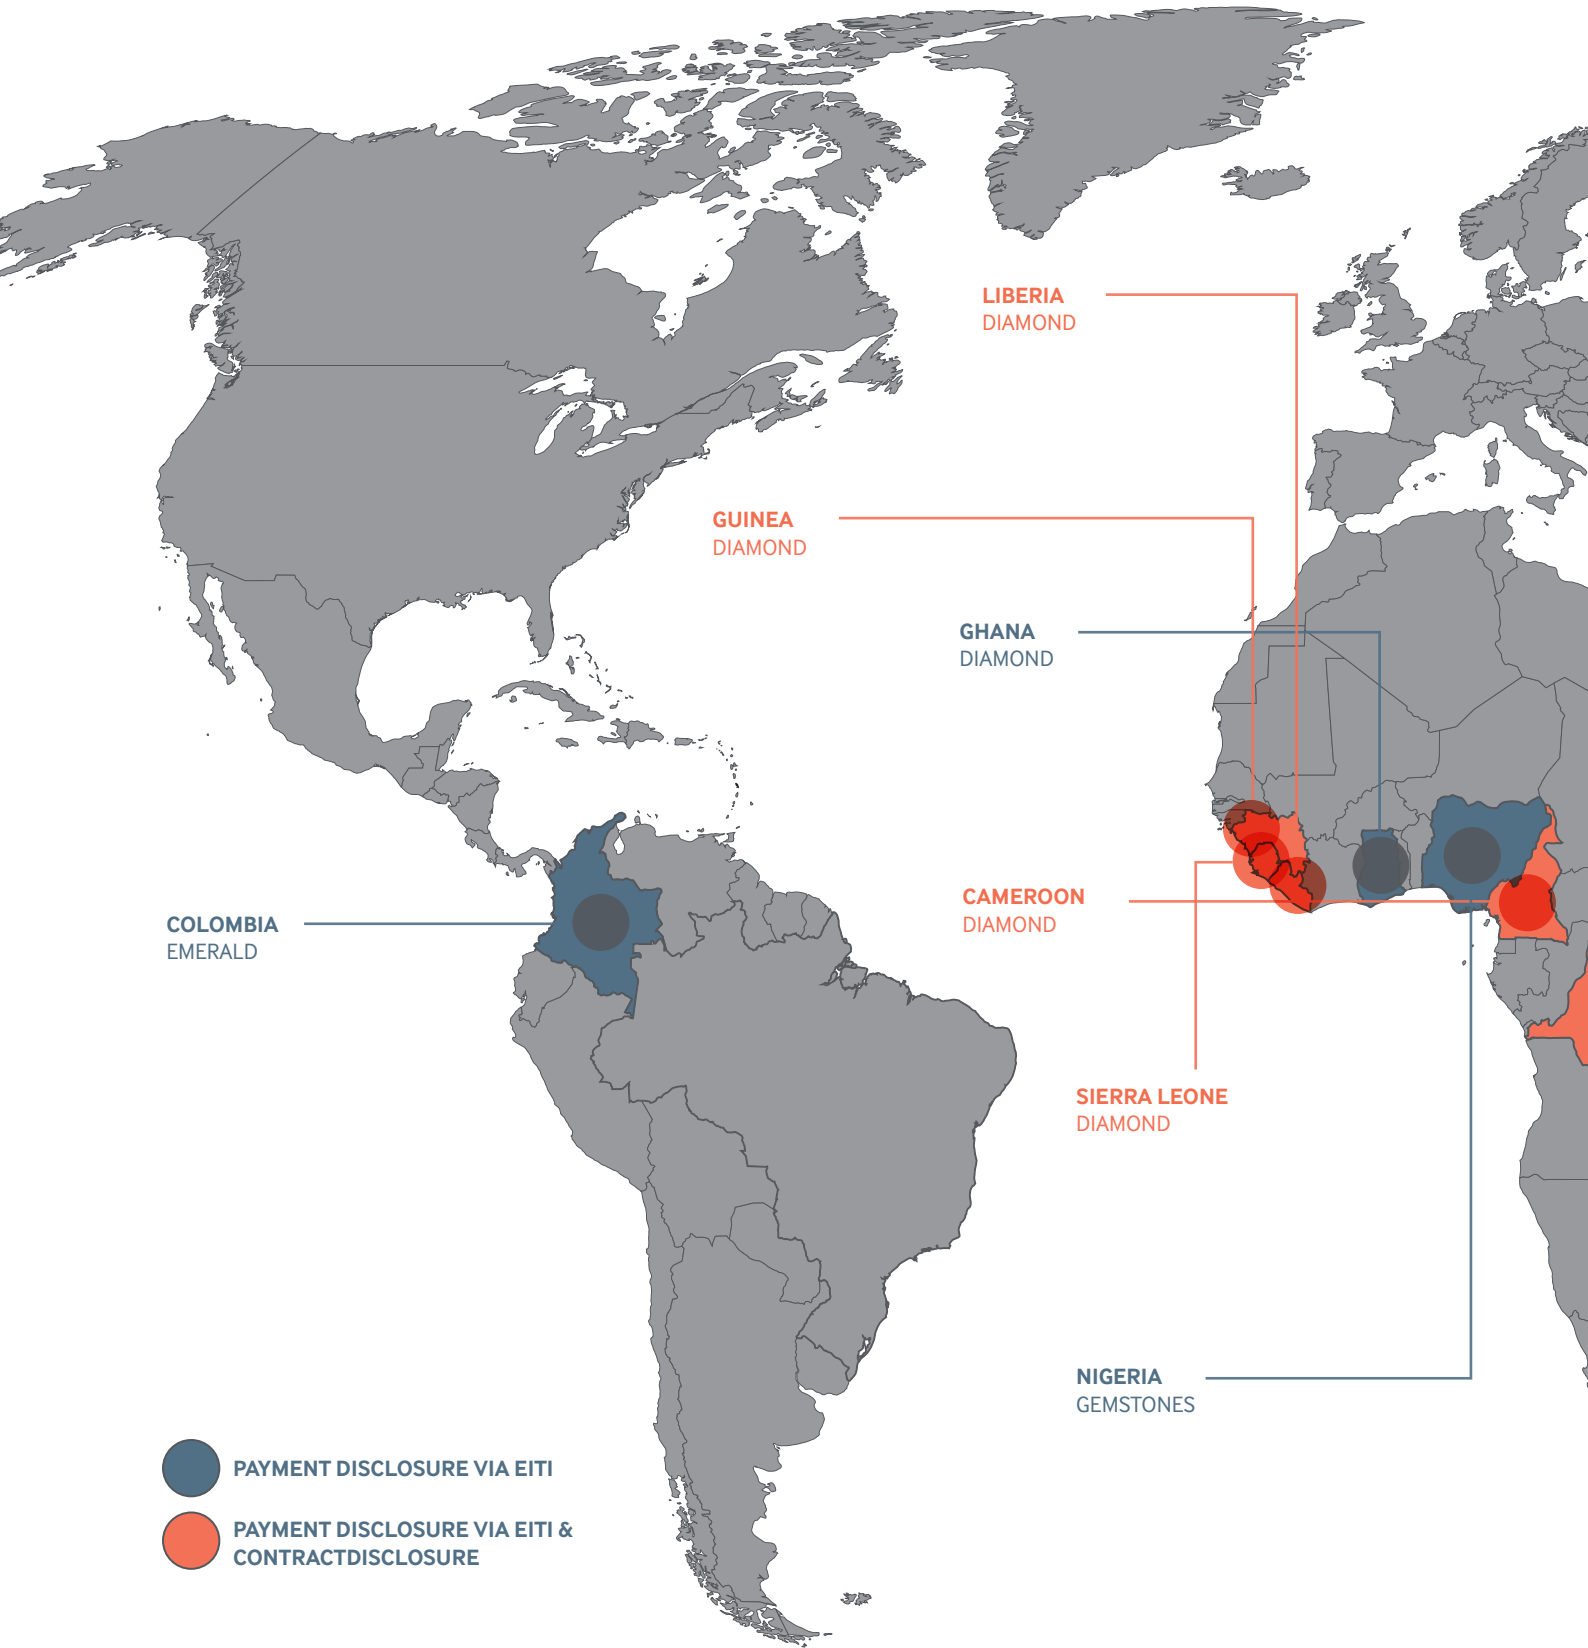 LIBERIA
DIAMOND
GUINEA
DIAMOND
GHANA
DIAMOND
CAMEROON
DIAMOND
COLOMBIA
EMERALD
SIERRA LEONE
DIAMOND
NIGERIA
GEMSTONES
PAYMENT DISCLOSURE VIA EITI
PAYMENT DISCLOSURE VIA EITI &
CONTRACTDISCLOSURE